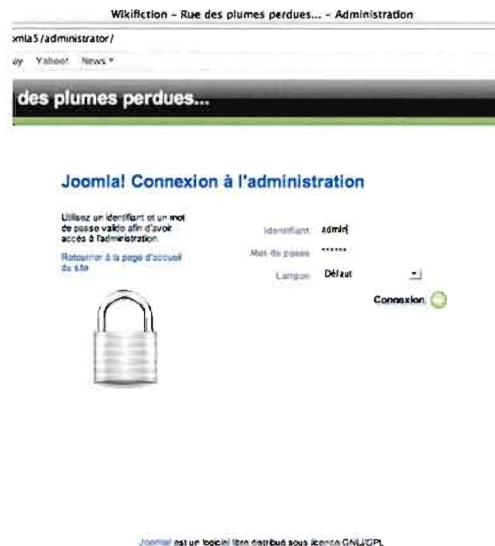 Wikifiction – Rue des plumes perdues... – Administration
omla5/administrator/
ay Yahoo! News
des plumes perdues...
Joomla! Connexion à l'administration
Utilisez un identifiant et un mot
de passe valide afin d'avoir
accès à l'administration.
Retourner à la page d'accueil
du site
Identifiant admin
Mot de passe ••••••
Langue Défaut
Connexion
Joomla! est un logiciel libre distribué sous licence GNU/GPL